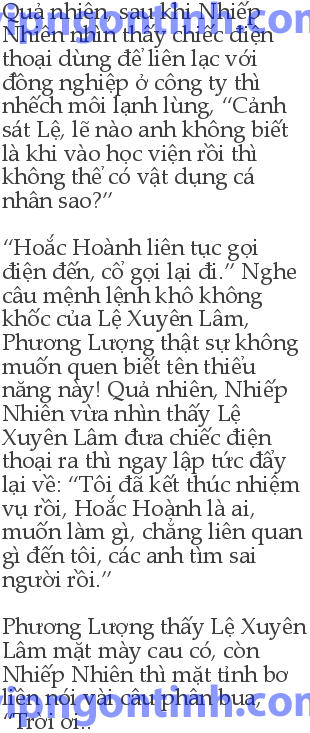 Quả nhiên, sau khi Nhiếp
vipngontinh.com
Nhiên nhìn thấy chiếc điện
thoại dùng để liên lạc với
đồng nghiệp ở công ty thì
nhếch môi lạnh lùng, “Cảnh
sát Lệ, lẽ nào anh không biết
là khi vào học viện rồi thì
không thể có vật dụng cá
nhân sao?”
“Hoắc Hoành liên tục gọi
điện đến, cô gọi lại đi.” Nghe
câu mệnh lệnh khô không
khốc của Lệ Xuyên Lâm,
Phương Lượng thật sự không
muốn quen biết tên thiểu
năng này! Quả nhiên, Nhiếp
Nhiên vừa nhìn thấy Lệ
Xuyên Lâm đưa chiếc điện
thoại ra thì ngay lập tức đẩy
lại về: “Tôi đã kết thúc nhiệm
vụ rồi, Hoắc Hoành là ai,
muốn làm gì, chẳng liên quan
gì đến tôi, các anh tìm sai
người rồi.”
Phương Lượng thấy Lệ Xuyên
Lâm mặt mày cau có, còn
Nhiếp Nhiên thì mặt tỉnh bơ
liền nói vài câu phân bua,
vipngontinh.com
“Trời ơi..